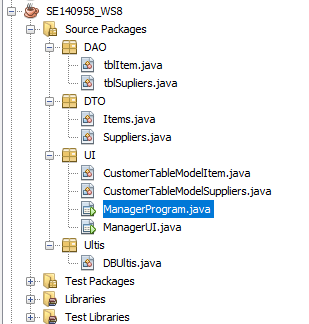 SE140958_WS8
Source Packages
DAO
tblItem.java
tblSupliers.java
DTO
Items.java
Suppliers.java
UI
CustomerTableModelItem.java
CustomerTableModelSuppliers.java
ManagerProgram.java
ManagerUI.java
Ultis
DBUltis.java
Test Packages
Libraries
Test Libraries